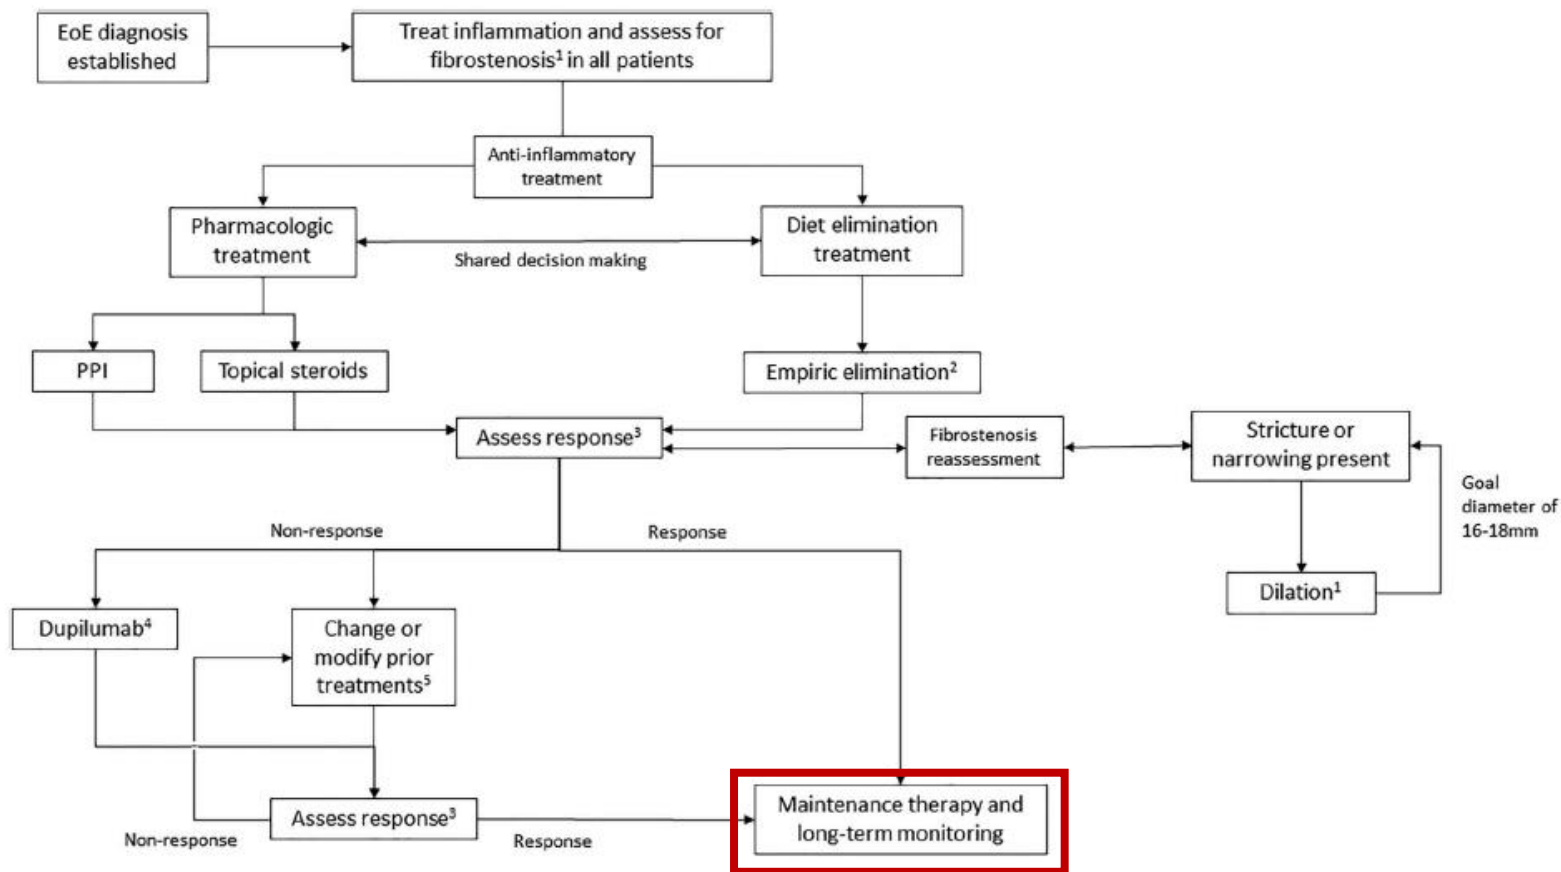 EoE diagnosis
established
Treat inflammation and assess for
fibrostenosis¹ in all patients
Anti-inflammatory
treatment
Pharmacologic
treatment
Shared decision making
Diet elimination
treatment
PPI
Topical steroids
Empiric elimination²
Assess response³
Fibrostenosis
reassessment
Stricture or
narrowing present
Goal
diameter of
16-18mm
Dilation¹
Non-response
Response
Dupilumab⁴
Change or
modify prior
treatments⁵
Assess response³
Non-response
Response
Maintenance therapy and
long-term monitoring